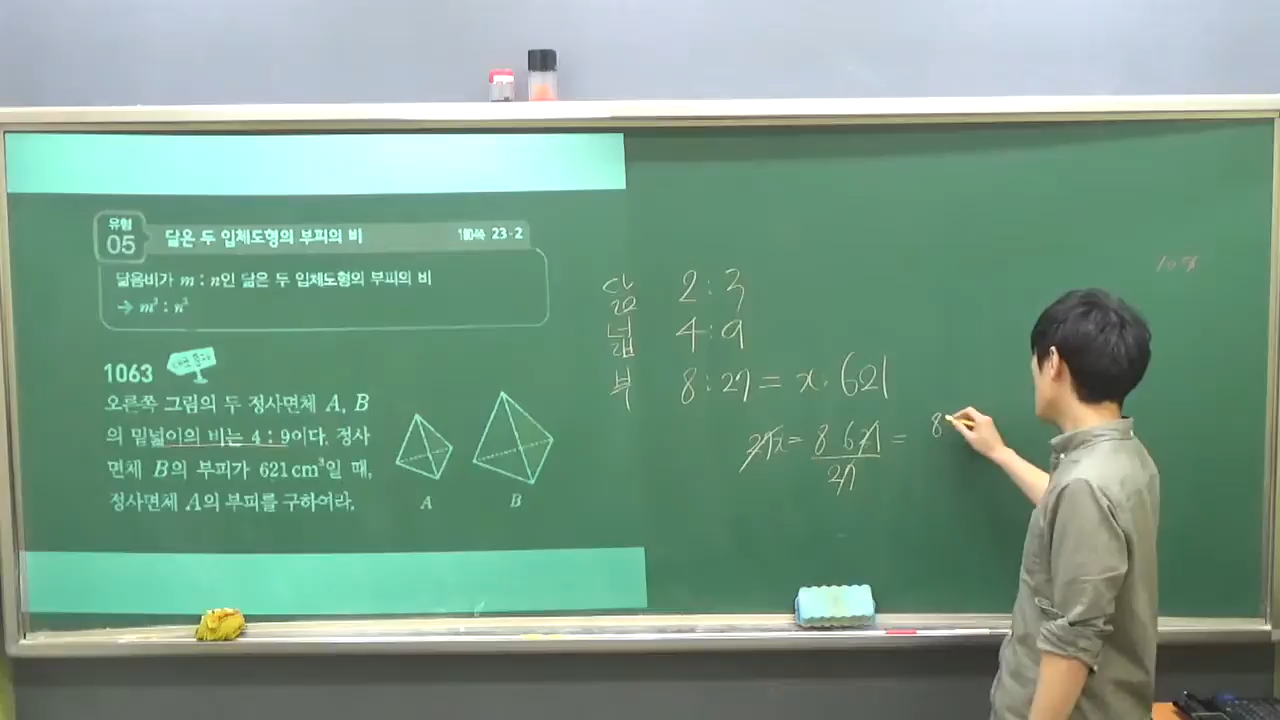 유형
05
닮은 두 입체도형의 부피의 비
180쪽 23-2
닮음비가 m : n인 닮은 두 입체도형의 부피의 비
→ m³ : n³
1063
오른쪽 그림의 두 정사면체 A, B
의 밑넓이의 비는 4 : 9이다. 정사
면체 B의 부피가 621 cm³일 때,
정사면체 A의 부피를 구하여라.
A
B
닮 2 : 3
넓 4 : 9
부 8 : 27 = x : 621
27x = 8 621 / 27 = 8